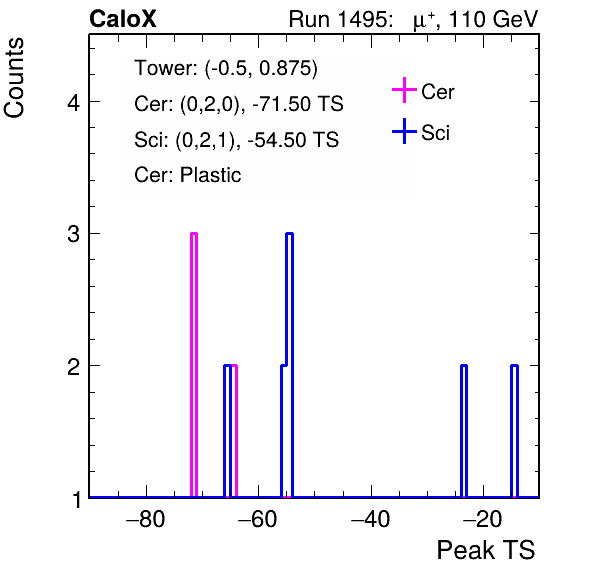 CaloX Run 1495: μ⁺, 110 GeV
Counts
Tower: (-0.5, 0.875)
Cer: (0,2,0), -71.50 TS
Sci: (0,2,1), -54.50 TS
Cer: Plastic
Cer
Sci
4
3
2
1
−80 −60 −40 −20
Peak TS